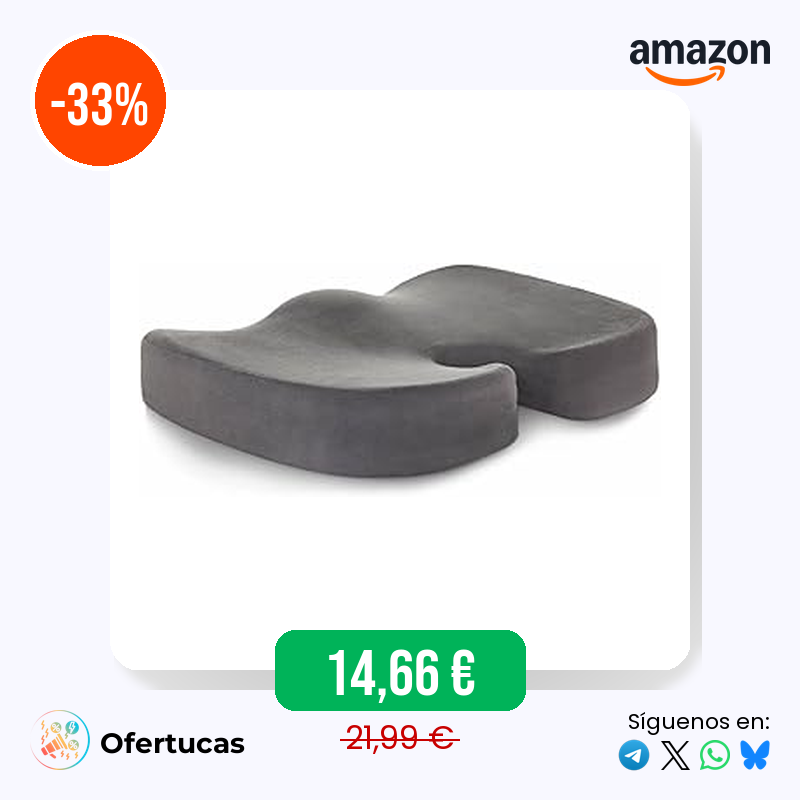 -33%
amazon
14,66 €
21,99 €
Ofertucas
Síguenos en: